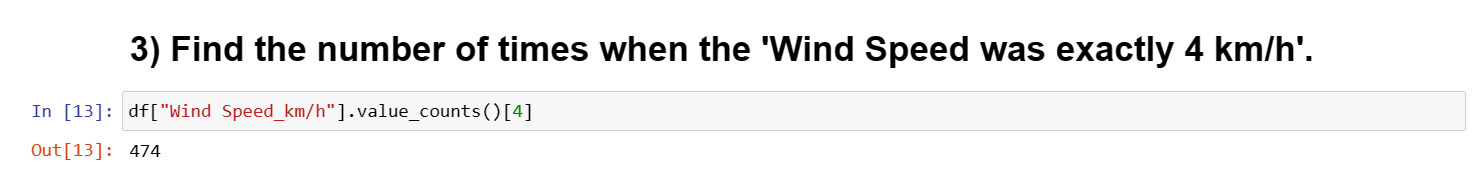 3) Find the number of times when the 'Wind Speed was exactly 4 km/h'.
In [13]: df["Wind Speed_km/h"].value_counts()[4]
Out[13]: 474